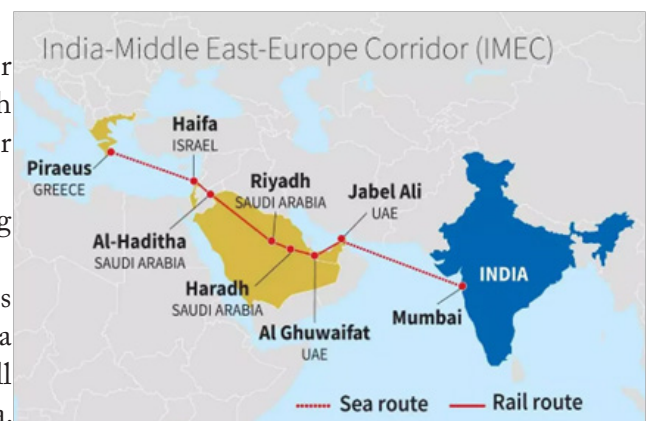 India-Middle East-Europe Corridor (IMEC)
Haifa
ISRAEL
Piraeus
GREECE
Riyadh
SAUDI ARABIA
Jabel Ali
UAE
Al-Haditha
SAUDI ARABIA
Haradh
SAUDI ARABIA
Al Ghuwaifat
UAE
INDIA
Mumbai
Sea route
Rail route